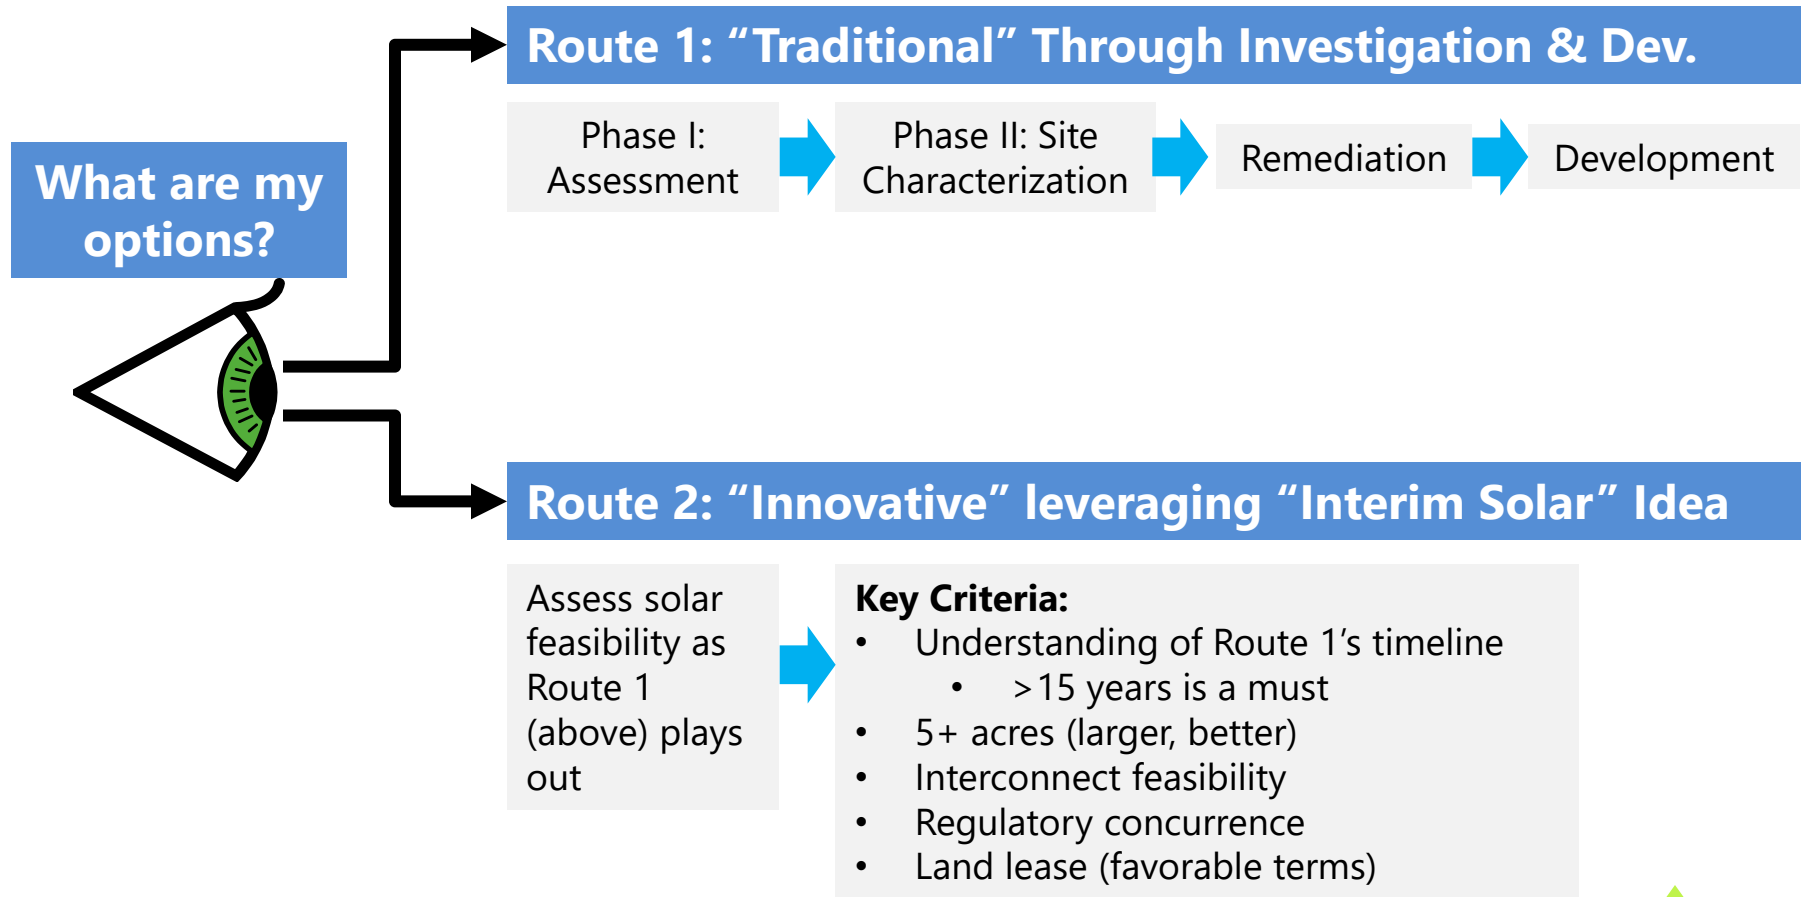 What are my
options?
Route 1: “Traditional” Through Investigation & Dev.
Phase I:
Assessment
Phase II: Site
Characterization
Remediation
Development
Route 2: “Innovative” leveraging “Interim Solar” Idea
Assess solar
feasibility as
Route 1
(above) plays
out
Key Criteria:
• Understanding of Route 1’s timeline
• >15 years is a must
• 5+ acres (larger, better)
• Interconnect feasibility
• Regulatory concurrence
• Land lease (favorable terms)